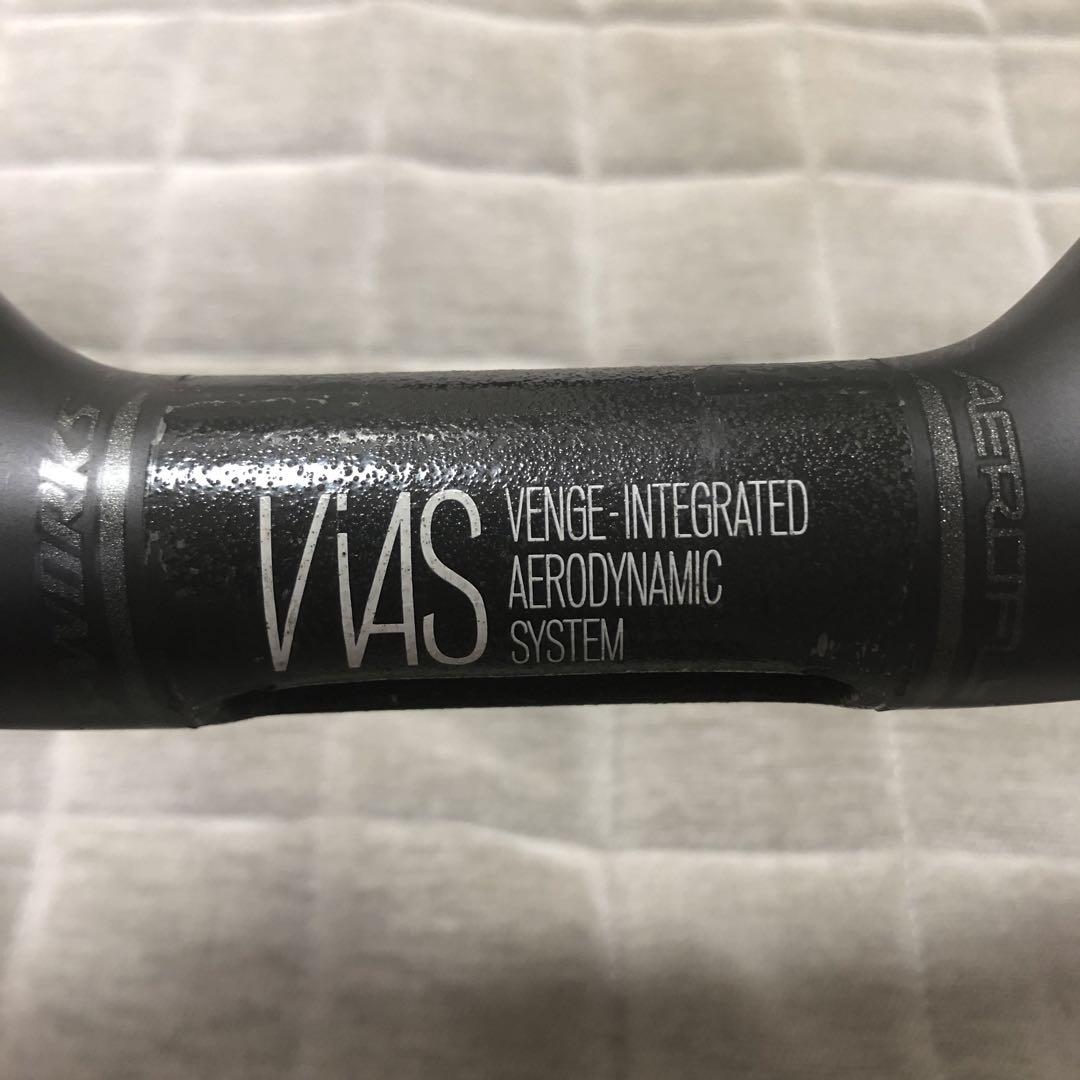 ViAS
VENGE-INTEGRATED
AERODYNAMIC
SYSTEM